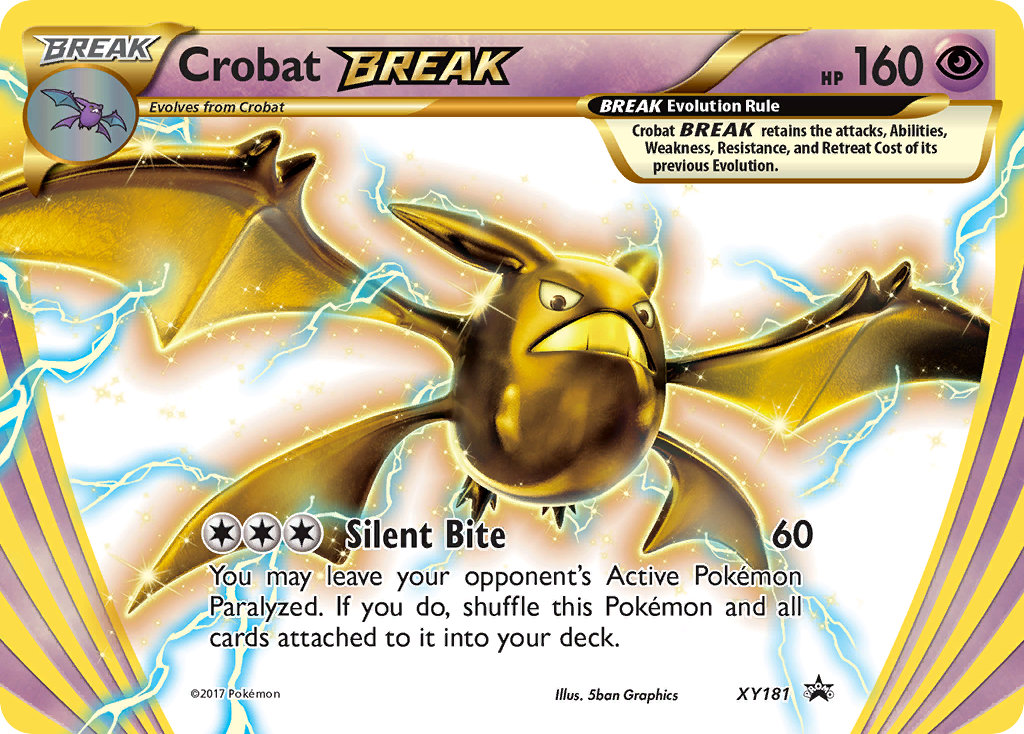 BREAK
Crobat BREAK
HP 160
Evolves from Crobat
BREAK Evolution Rule
Crobat BREAK retains the attacks, Abilities,
Weakness, Resistance, and Retreat Cost of its
previous Evolution.
Silent Bite 60
You may leave your opponent's Active Pokémon
Paralyzed. If you do, shuffle this Pokémon and all
cards attached to it into your deck.
©2017 Pokémon
Illus. 5ban Graphics
XY181
PROMO